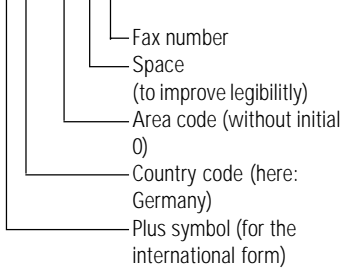 Fax number
Space
(to improve legibilitly)
Area code (without initial
0)
Country code (here:
Germany)
Plus symbol (for the
international form)